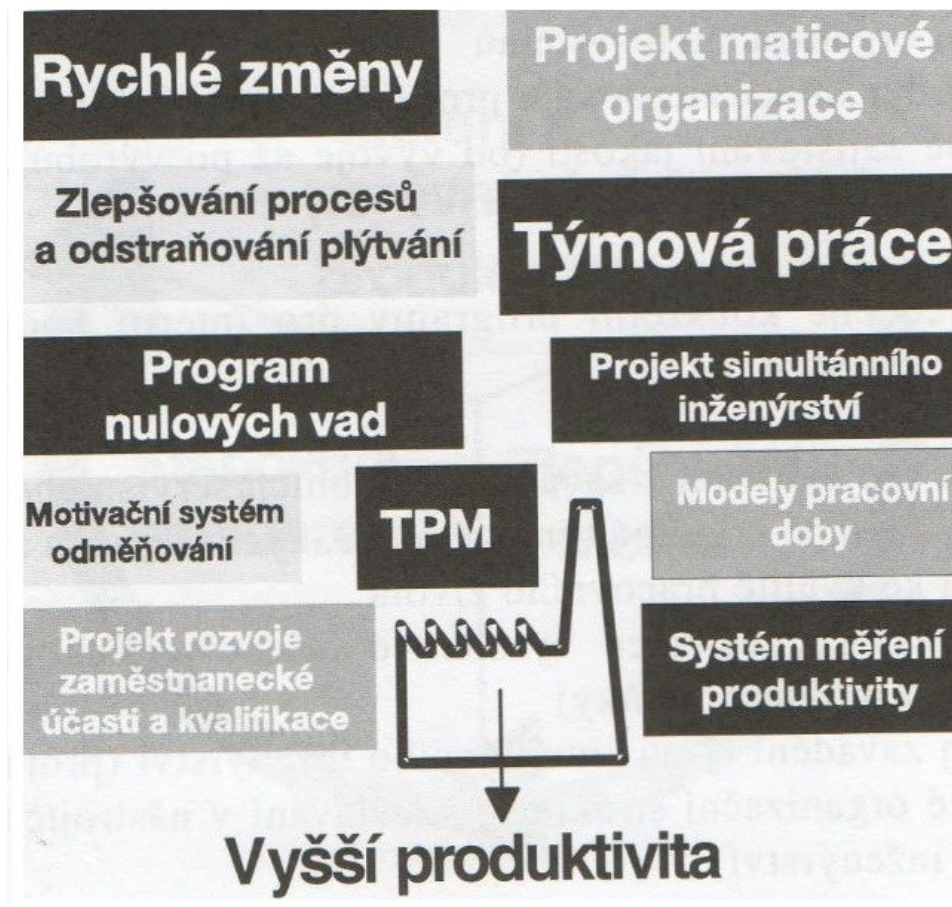 Rychlé změny
Projekt maticové
organizace
Zlepšování procesů
a odstraňování plýtvání
Týmová práce
Program
nulových vad
Projekt simultánního
inženýrství
Motivační systém
odměňování
TPM
Modely pracovní
doby
Projekt rozvoje
zaměstnanecké
účasti a kvalifikace
Systém měření
produktivity
Vyšší produktivita